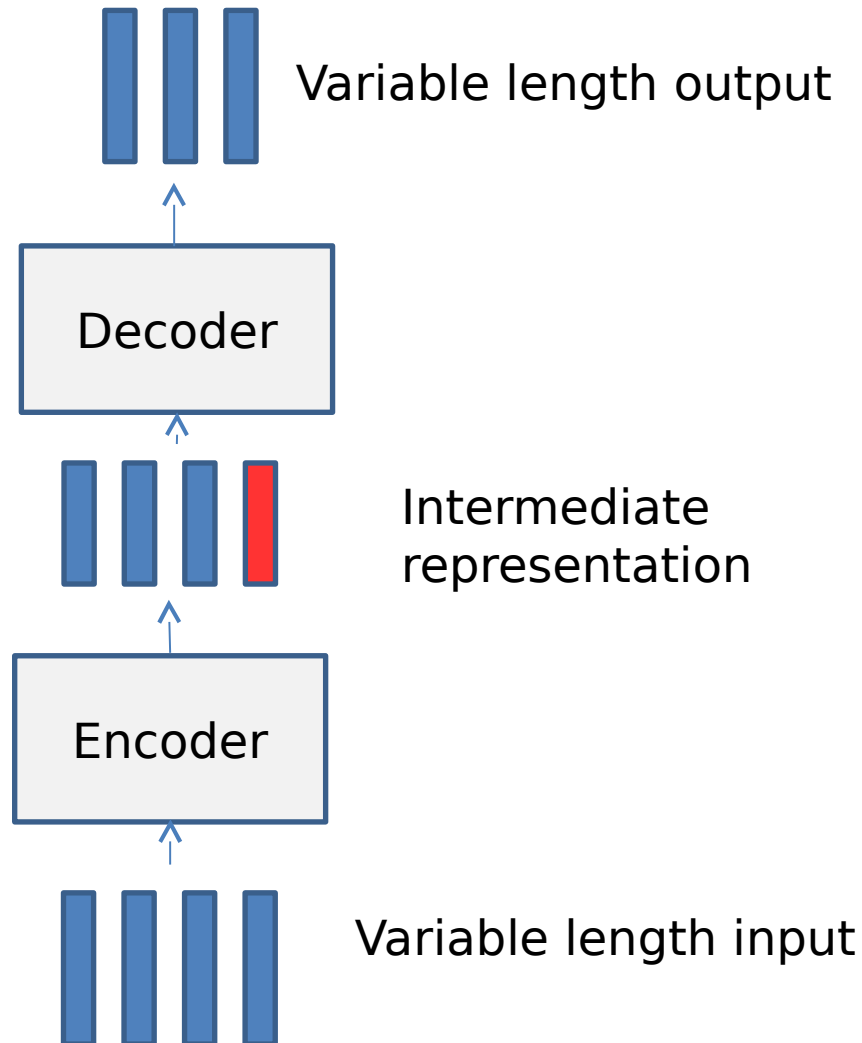 Variable length output
Decoder
Intermediate
representation
Encoder
Variable length input